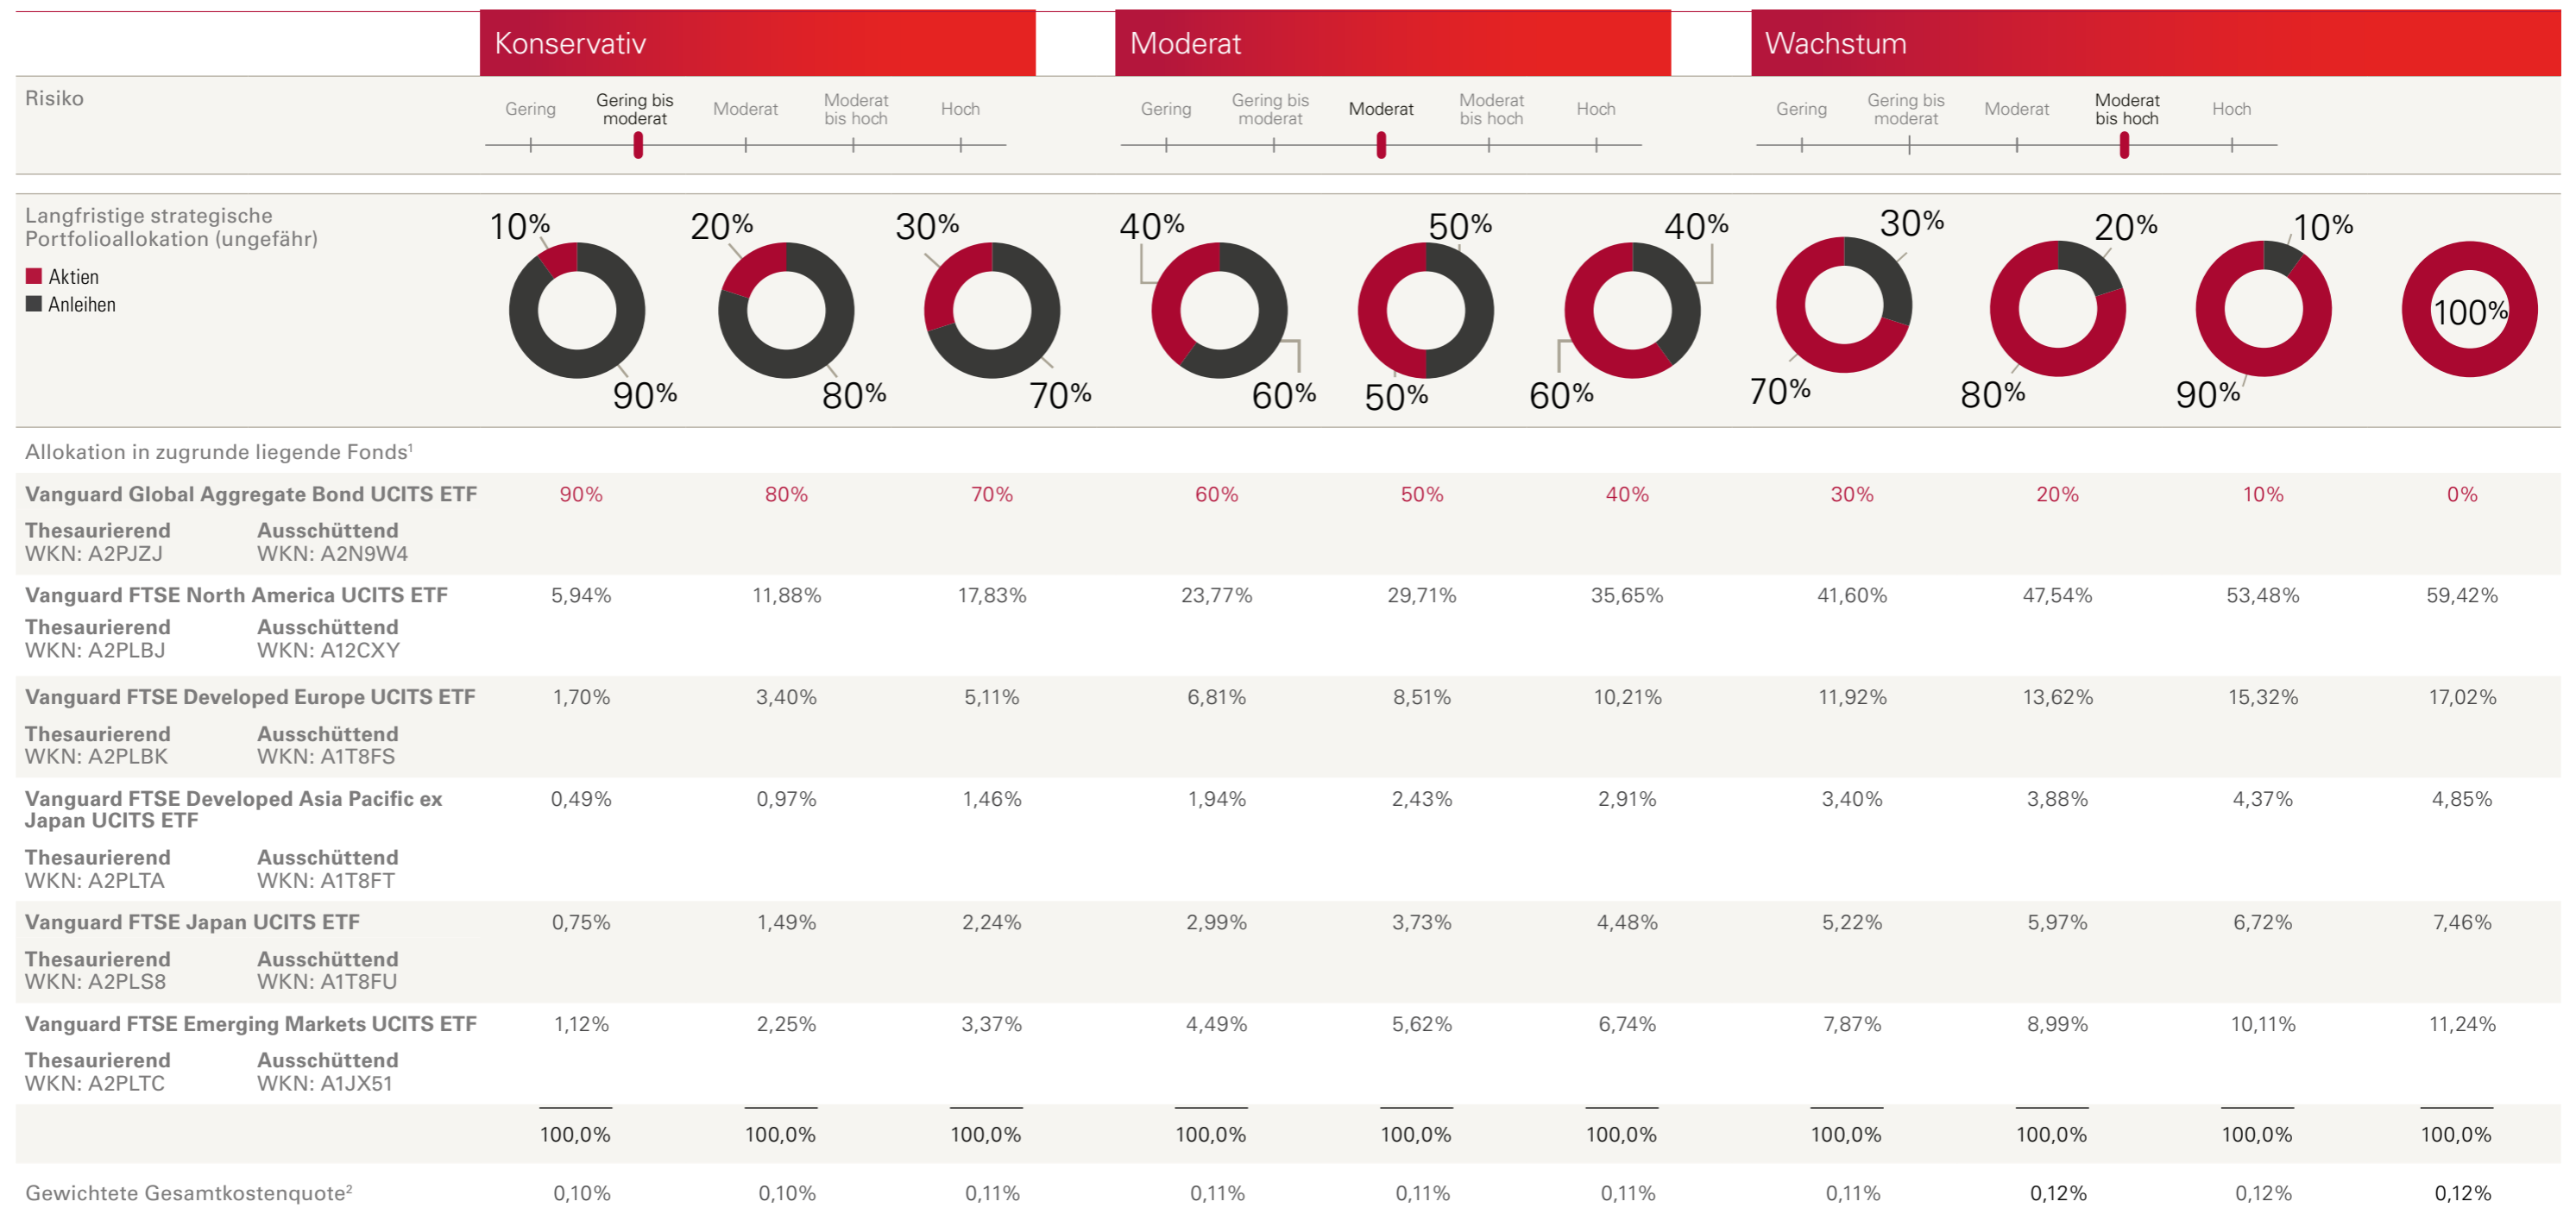 Konservativ Moderat Wachstum
Risiko
Gering Gering bis moderat Moderat Moderat bis hoch Hoch
Gering Gering bis moderat Moderat Moderat bis hoch Hoch
Gering Gering bis moderat Moderat Moderat bis hoch Hoch
Langfristige strategische
Portfolioallokation (ungefähr)
Aktien
Anleihen
10% 20% 30% 40% 50% 40% 30% 20% 10%
100%
90% 80% 70% 60% 50% 60% 70% 80% 90%
Allokation in zugrunde liegende Fonds¹
Vanguard Global Aggregate Bond UCITS ETF 90% 80% 70% 60% 50% 40% 30% 20% 10% 0%
Thesaurierend Ausschüttend
WKN: A2PJZJ WKN: A2N9W4
Vanguard FTSE North America UCITS ETF 5,94% 11,88% 17,83% 23,77% 29,71% 35,65% 41,60% 47,54% 53,48% 59,42%
Thesaurierend Ausschüttend
WKN: A2PLBJ WKN: A12CXY
Vanguard FTSE Developed Europe UCITS ETF 1,70% 3,40% 5,11% 6,81% 8,51% 10,21% 11,92% 13,62% 15,32% 17,02%
Thesaurierend Ausschüttend
WKN: A2PLBK WKN: A1T8FS
Vanguard FTSE Developed Asia Pacific ex 0,49% 0,97% 1,46% 1,94% 2,43% 2,91% 3,40% 3,88% 4,37% 4,85%
Japan UCITS ETF
Thesaurierend Ausschüttend
WKN: A2PLTA WKN: A1T8FT
Vanguard FTSE Japan UCITS ETF 0,75% 1,49% 2,24% 2,99% 3,73% 4,48% 5,22% 5,97% 6,72% 7,46%
Thesaurierend Ausschüttend
WKN: A2PLS8 WKN: A1T8FU
Vanguard FTSE Emerging Markets UCITS ETF 1,12% 2,25% 3,37% 4,49% 5,62% 6,74% 7,87% 8,99% 10,11% 11,24%
Thesaurierend Ausschüttend
WKN: A2PLTC WKN: A1JX51
100,0% 100,0% 100,0% 100,0% 100,0% 100,0% 100,0% 100,0% 100,0% 100,0%
Gewichtete Gesamtkostenquote² 0,10% 0,10% 0,11% 0,11% 0,11% 0,11% 0,11% 0,12% 0,12% 0,12%